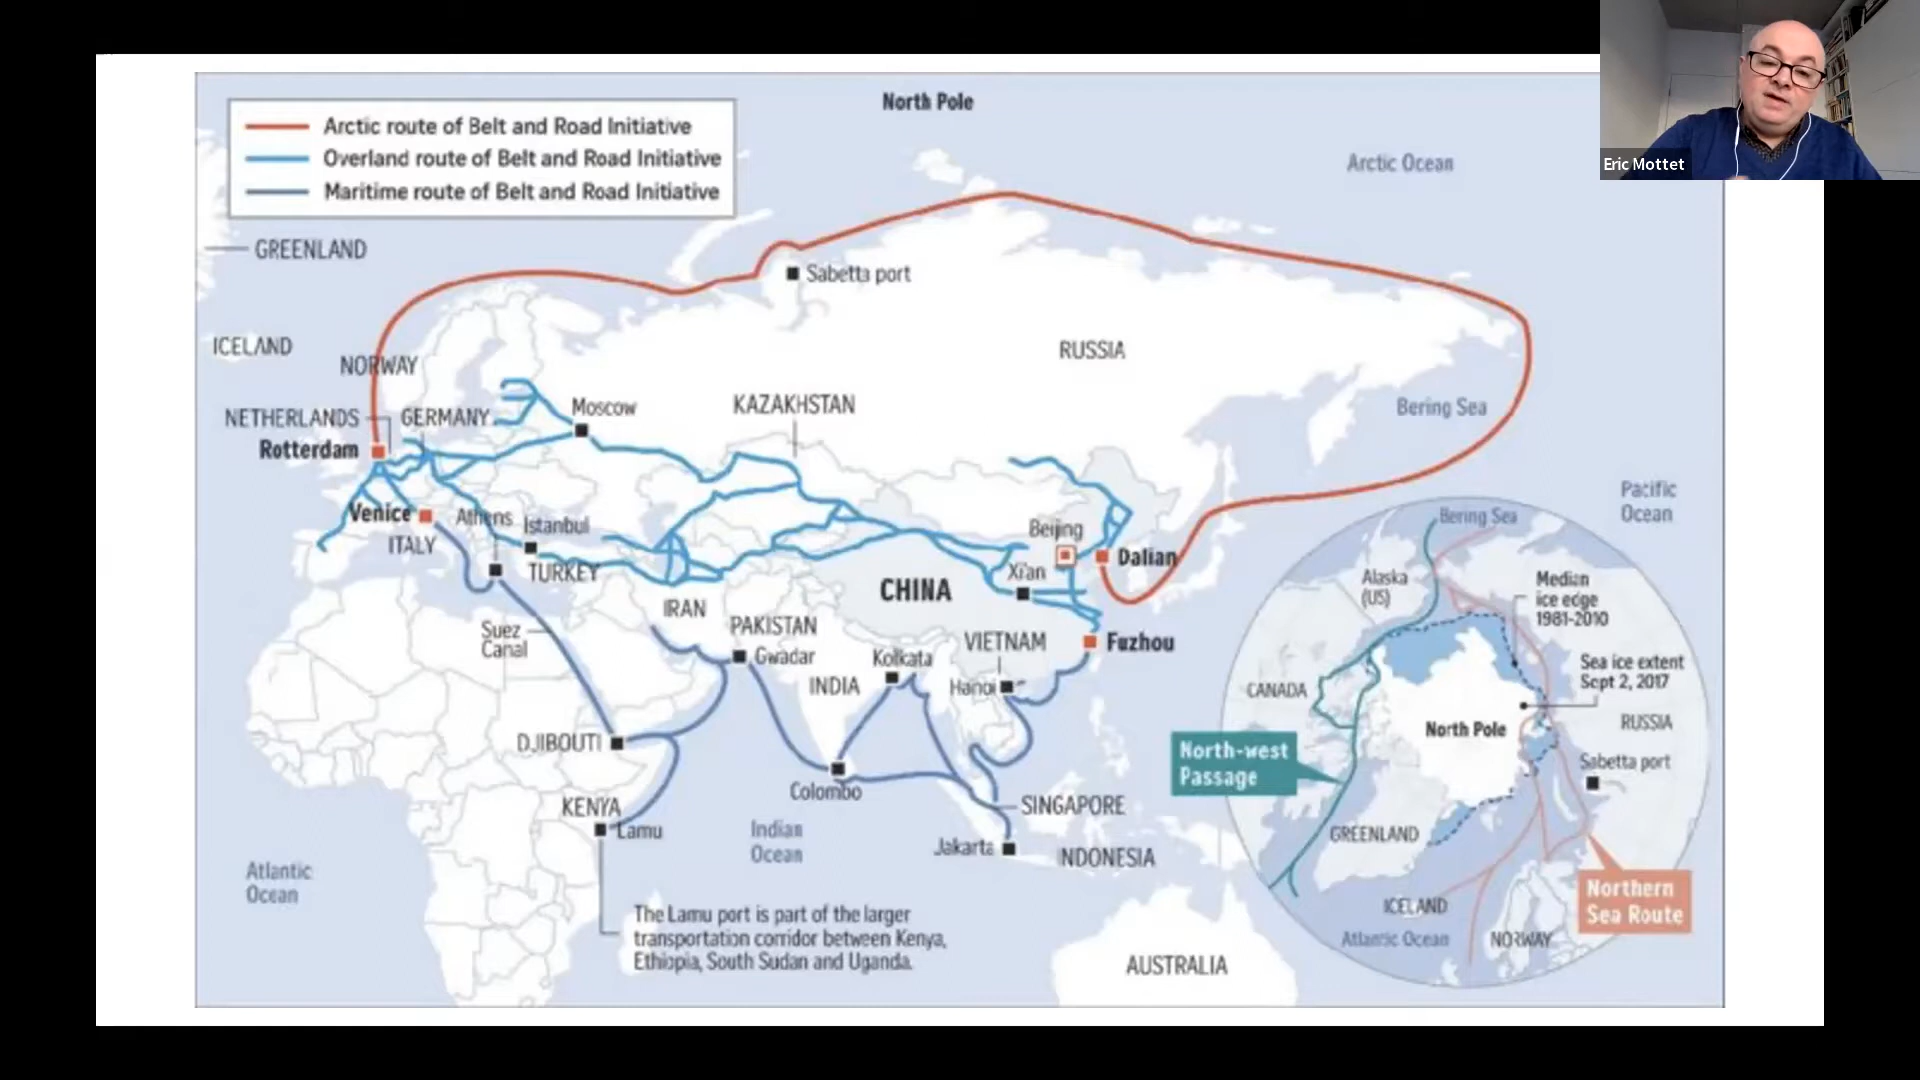 Eric Mottet
North Pole
Arctic Ocean
Arctic route of Belt and Road Initiative
Overland route of Belt and Road Initiative
Maritime route of Belt and Road Initiative
GREENLAND
Sabetta port
ICELAND
NORWAY
RUSSIA
NETHERLANDS
GERMANY
Moscow
KAZAKHSTAN
Bering Sea
Rotterdam
Pacific
Ocean
Venice
Athens
Istanbul
ITALY
TURKEY
Beijing
Dalian
Xi'an
CHINA
IRAN
PAKISTAN
Suez
Canal
VIETNAM
Fuzhou
Gwadar
Kolkata
INDIA
Hanoi
DJIBOUTI
Colombo
KENYA
Lamu
SINGAPORE
Indian
Ocean
Jakarta
NDONESIA
Atlantic
Ocean
The Lamu port is part of the larger
transportation corridor between Kenya,
Ethiopia, South Sudan and Uganda.
AUSTRALIA
Bering Sea
Alaska
(US)
Median
ice edge
1981-2010
Sea ice extent
Sept 2, 2017
CANADA
North Pole
RUSSIA
North-west
Passage
Sabetta port
GREENLAND
Northern
Sea Route
ICELAND
Atlantic Ocean
NORWAY